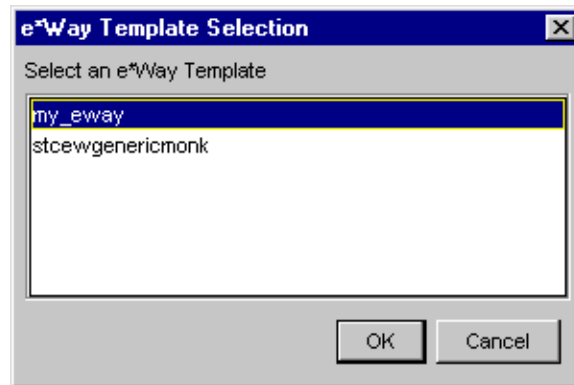 e*Way Template Selection
Select an e*Way Template
my_eway
stcewgenericmonk
OK
Cancel